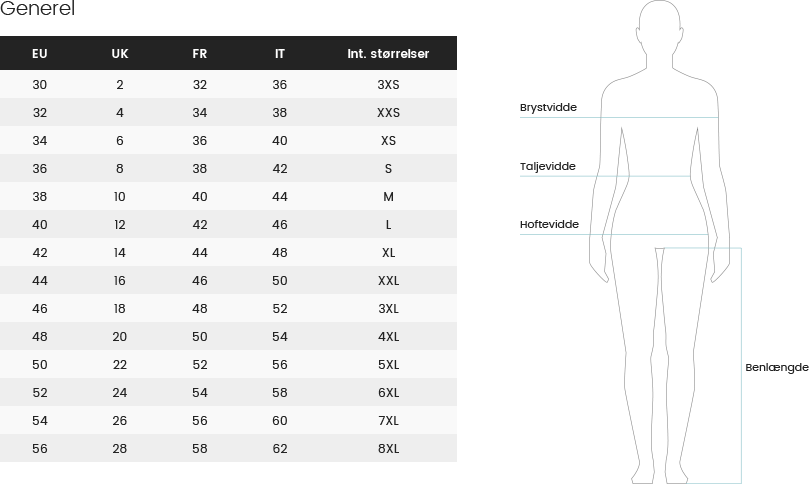 Generel
EU UK FR IT Int. størrelser
30 2 32 36 3XS
32 4 34 38 XXS
34 6 36 40 XS
36 8 38 42 S
38 10 40 44 M
40 12 42 46 L
42 14 44 48 XL
44 16 46 50 XXL
46 18 48 52 3XL
48 20 50 54 4XL
50 22 52 56 5XL
52 24 54 58 6XL
54 26 56 60 7XL
56 28 58 62 8XL
Brystvidde
Taljevidde
Hoftevidde
Benlængde